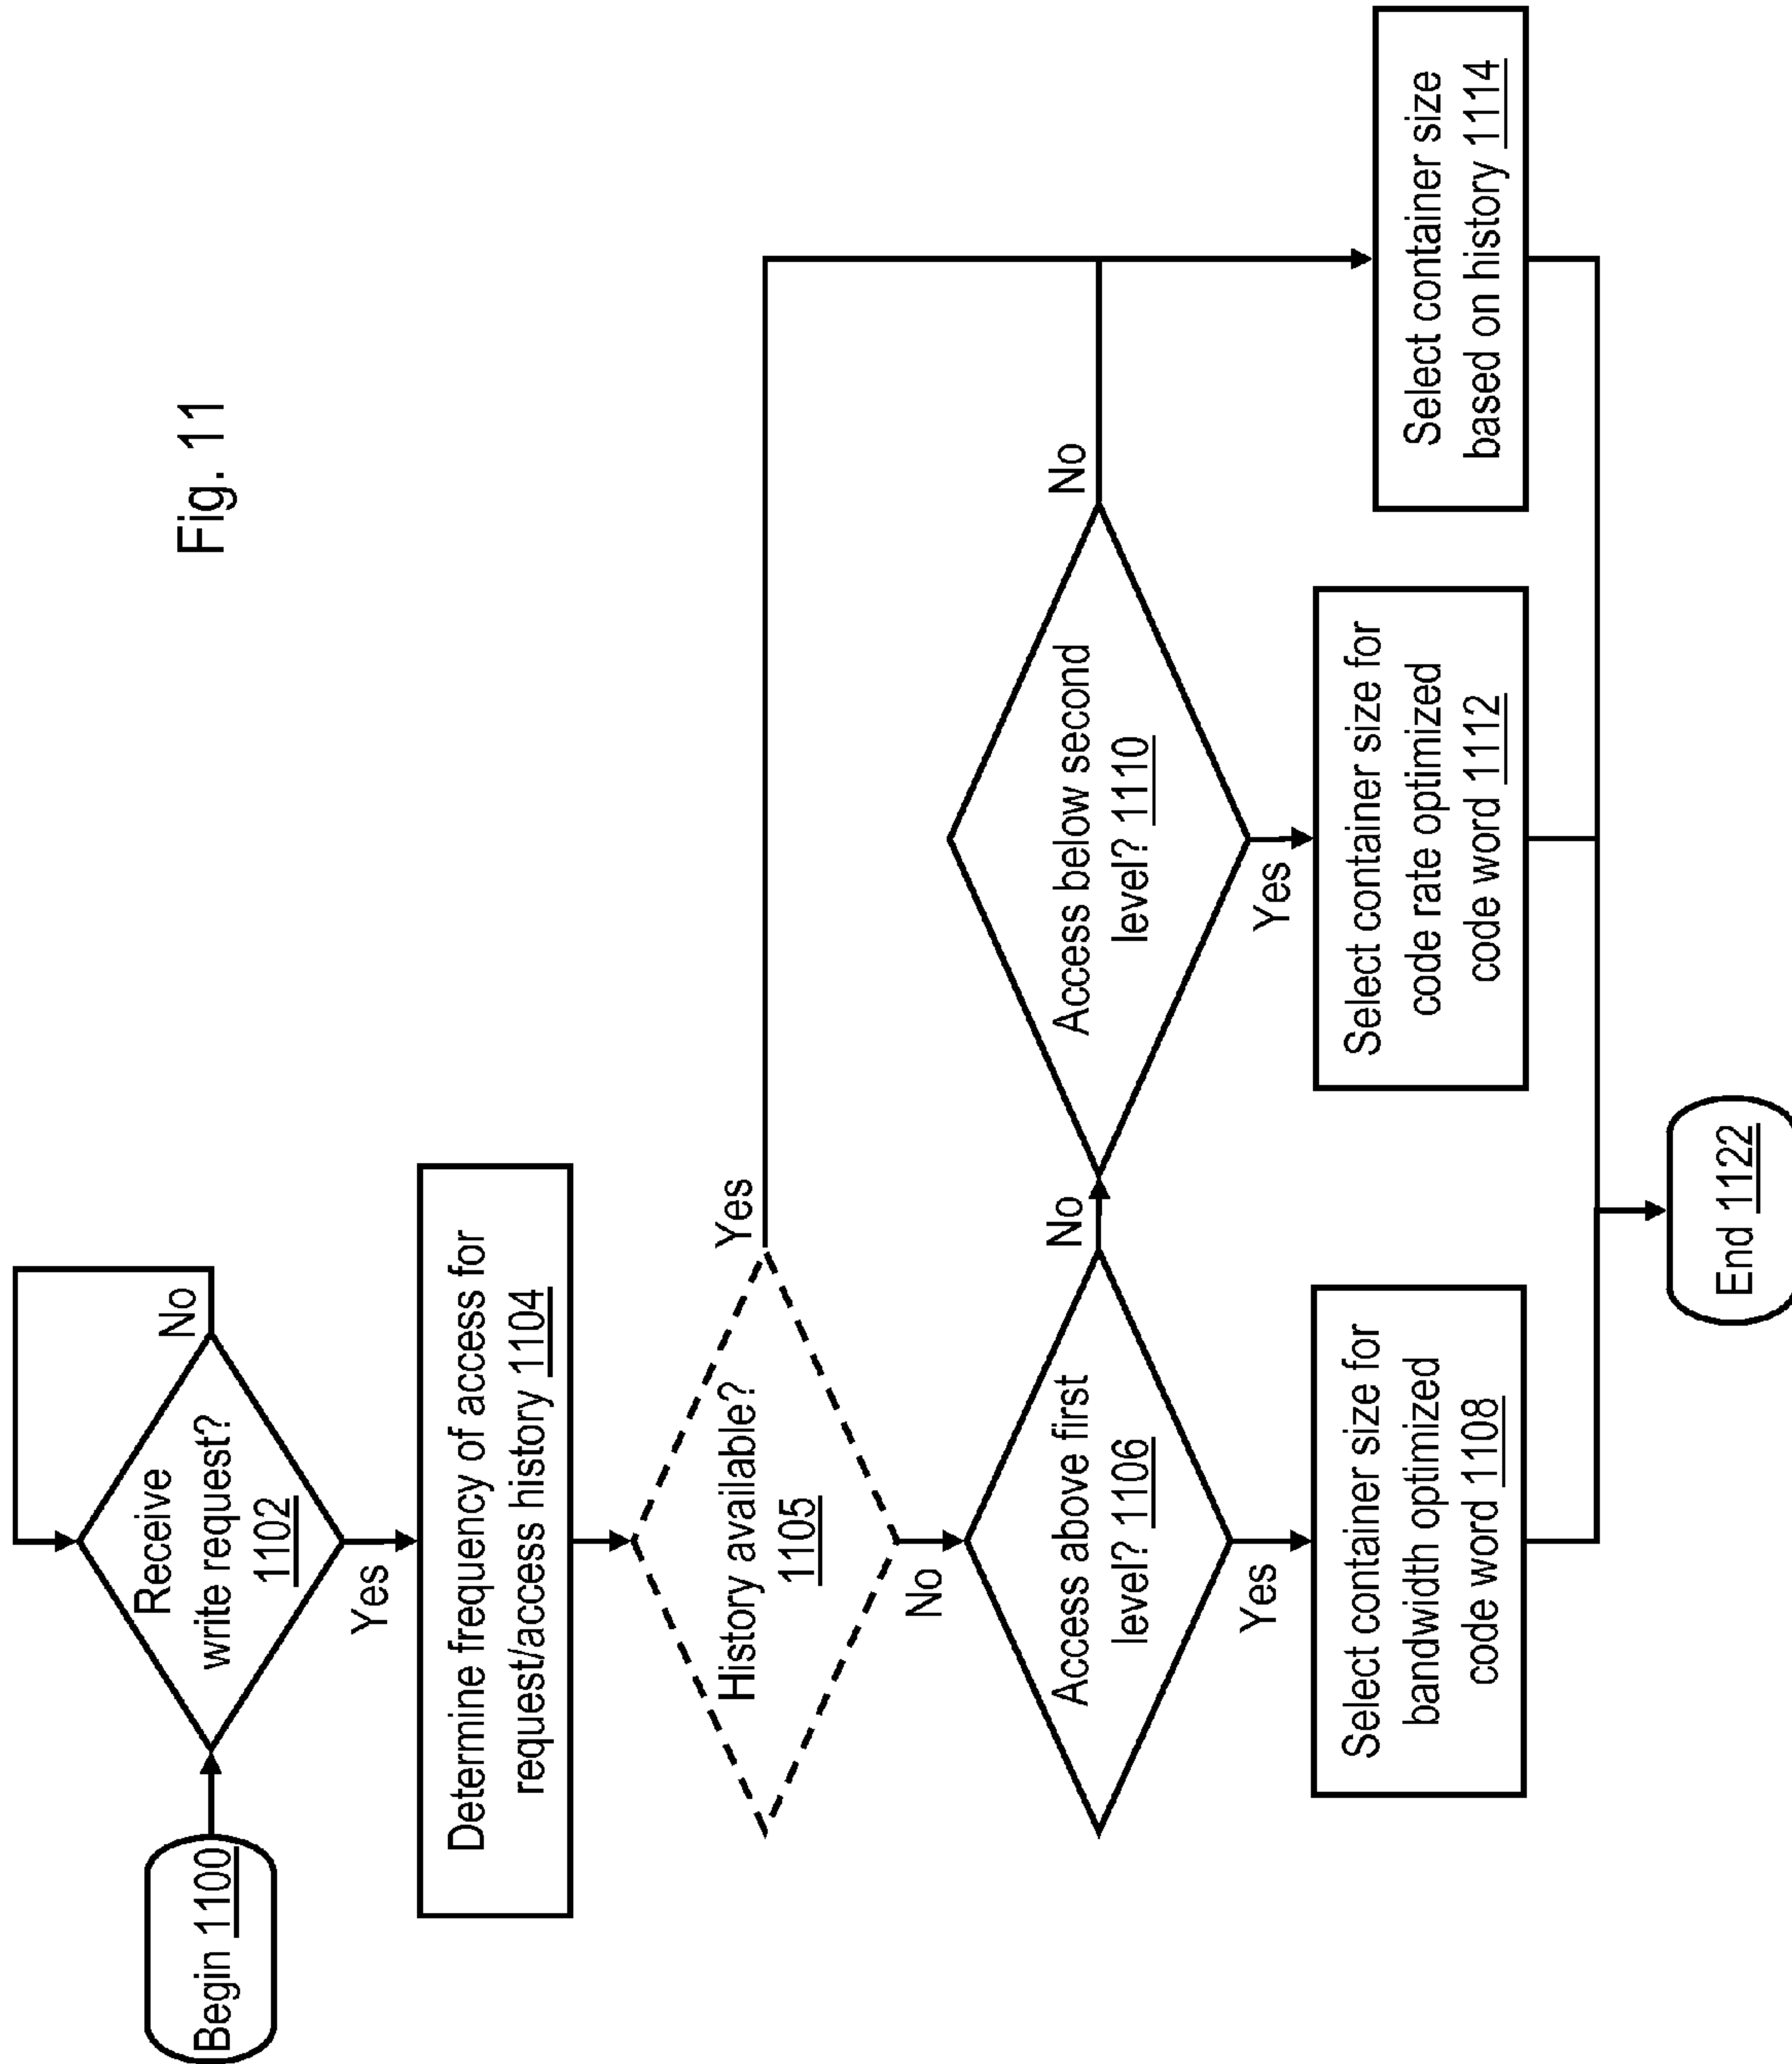 Fig. 11
Begin 1100
Receive
write request?
1102
No
Yes
Determine frequency of access for
request/access history 1104
History available?
1105
Yes
No
Access above first
level? 1106
No
Yes
Access below second
level? 1110
No
Yes
Select container size for
bandwidth optimized
code word 1108
Select container size for
code rate optimized
code word 1112
Select container size
based on history 1114
End 1122